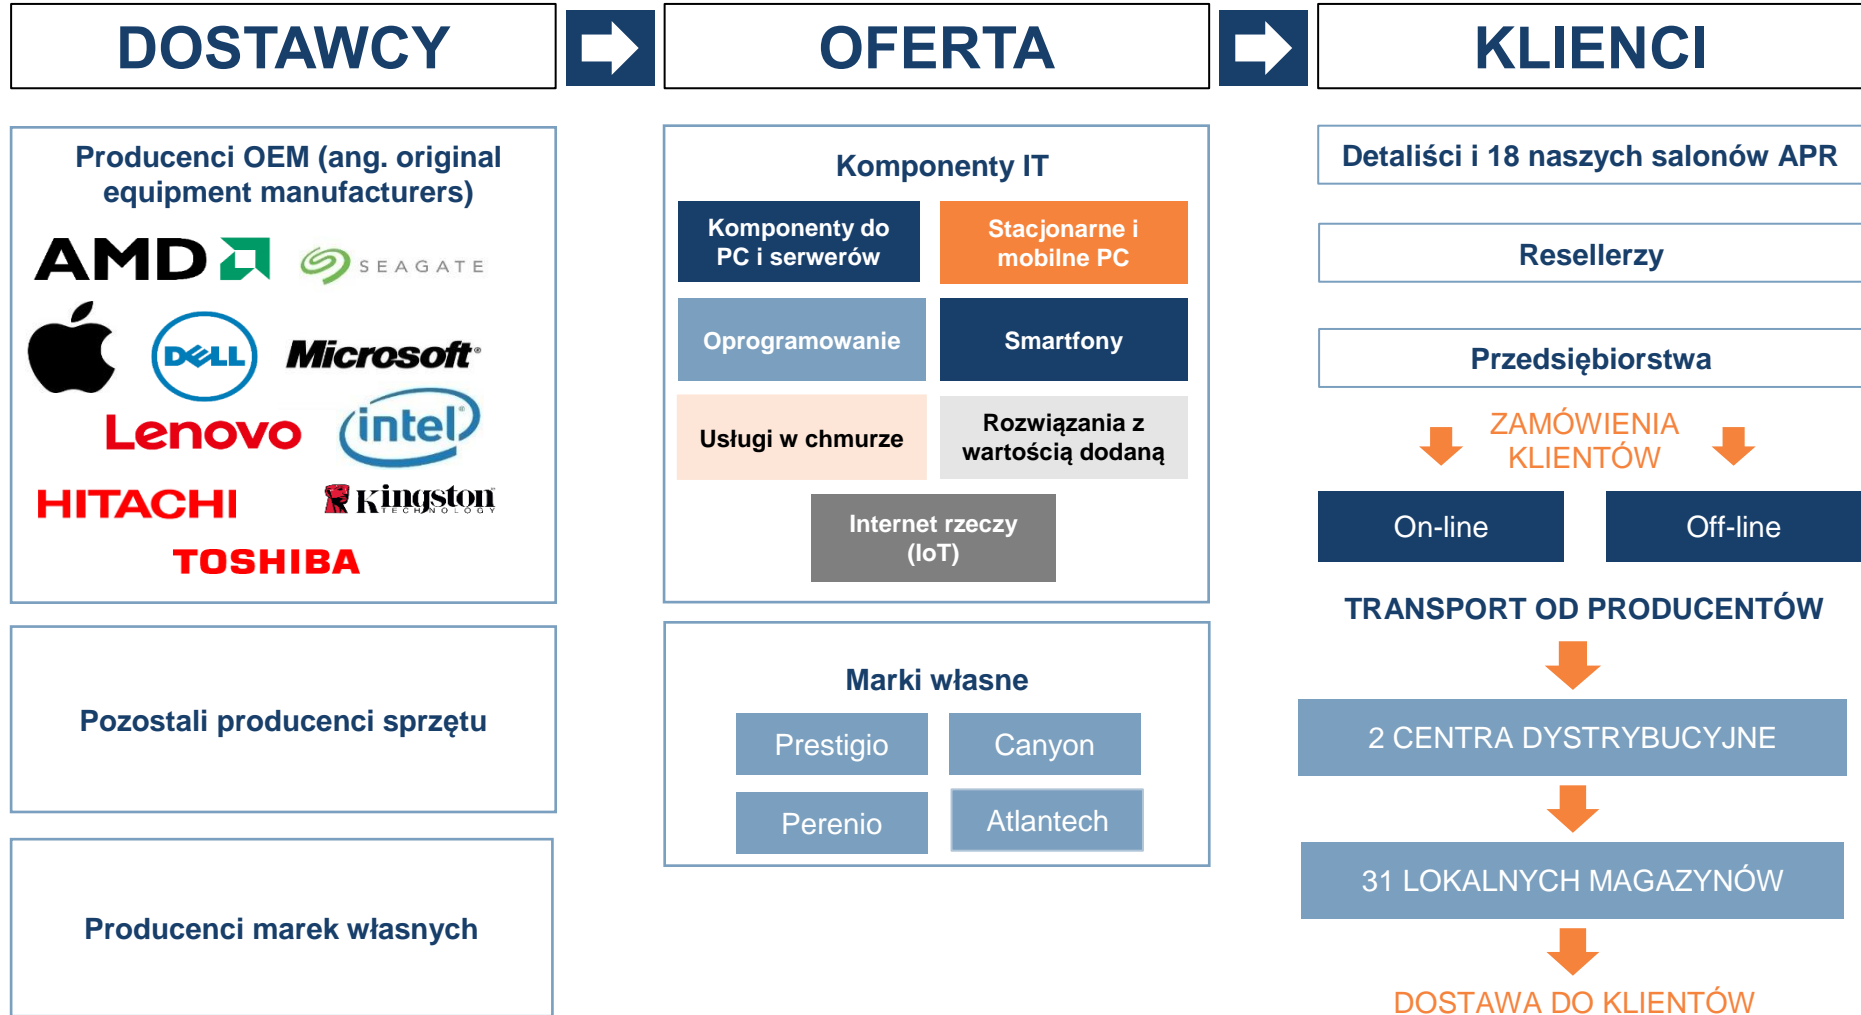 DOSTAWCY
OFERTA
KLIENCI
Producenci OEM (ang. original
equipment manufacturers)
AMD
SEAGATE
DELL
Microsoft
Lenovo
intel
HITACHI
Kingston
TECHNOLOGY
TOSHIBA
Pozostali producenci sprzętu
Producenci marek własnych
Komponenty IT
Komponenty do
PC i serwerów
Stacjonarne i
mobilne PC
Oprogramowanie
Smartfony
Usługi w chmurze
Rozwiązania z
wartością dodaną
Internet rzeczy
(IoT)
Marki własne
Prestigio
Canyon
Perenio
Atlantech
Detaliści i 18 naszych salonów APR
Resellerzy
Przedsiębiorstwa
ZAMÓWIENIA
KLIENTÓW
On-line
Off-line
TRANSPORT OD PRODUCENTÓW
2 CENTRA DYSTRYBUCYJNE
31 LOKALNYCH MAGAZYNÓW
DOSTAWA DO KLIENTÓW